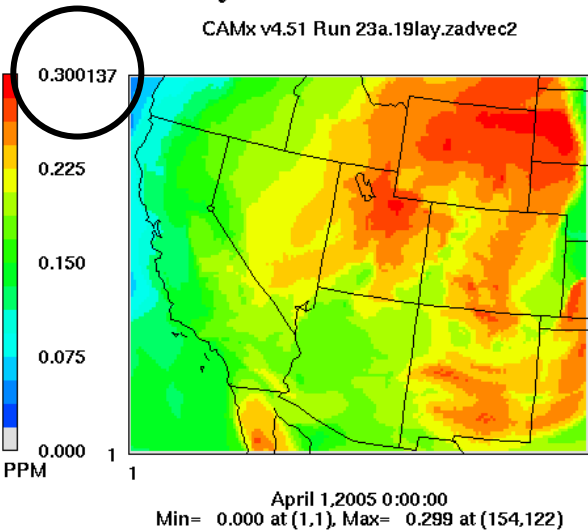 CAMx v4.51 Run 23a.19lay.zadvec2
0.300137
0.225
0.150
0.075
0.000 1
PPM
1
April 1,2005 0:00:00
Min= 0.000 at (1,1), Max= 0.299 at (154,122)